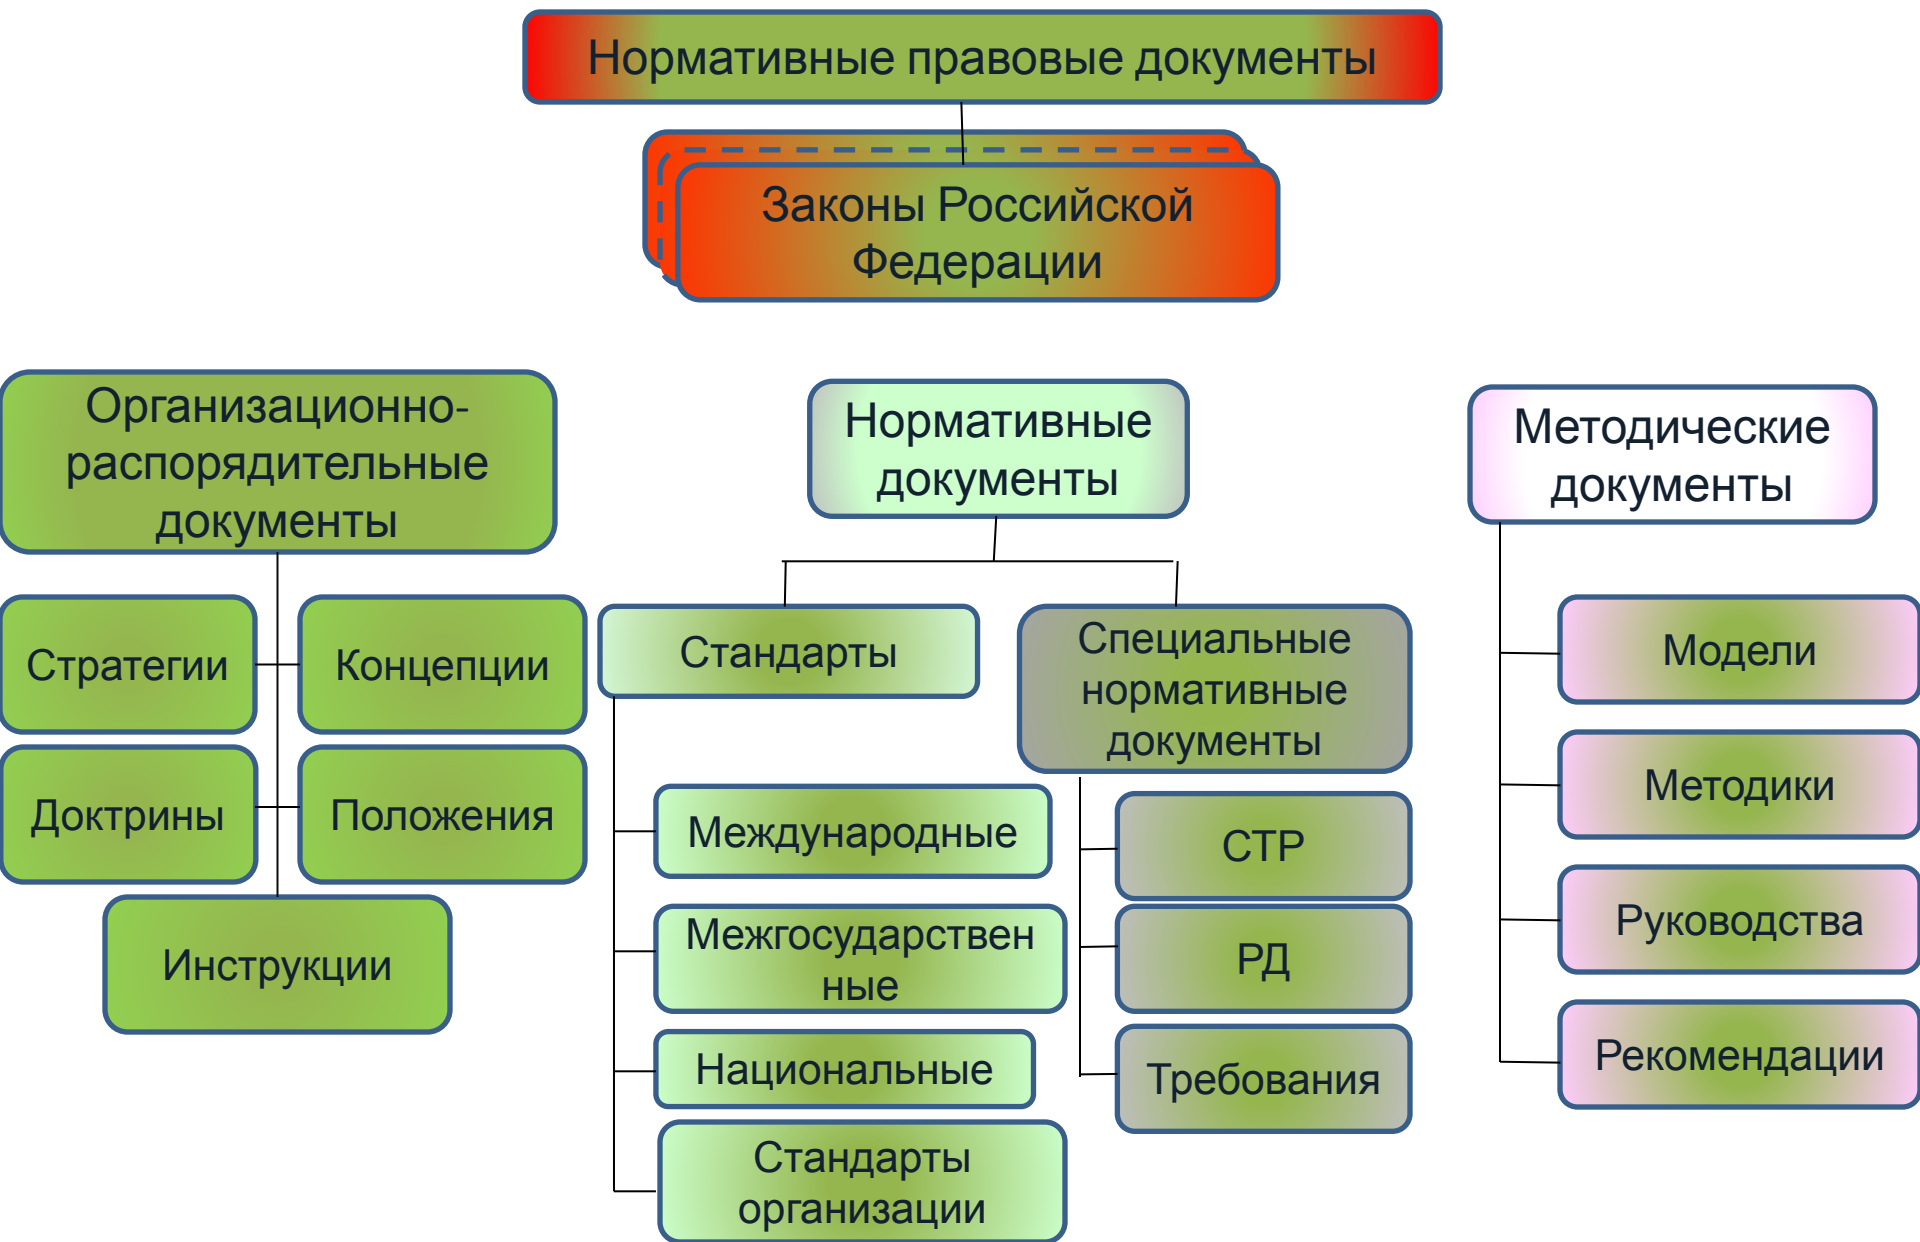 Нормативные правовые документы
Законы Российской
Федерации
Организационно-
распорядительные
документы
Стратегии
Концепции
Доктрины
Положения
Инструкции
Нормативные
документы
Стандарты
Международные
Межгосударствен
ные
Национальные
Стандарты
организации
Специальные
нормативные
документы
СТР
РД
Требования
Методические
документы
Модели
Методики
Руководства
Рекомендации